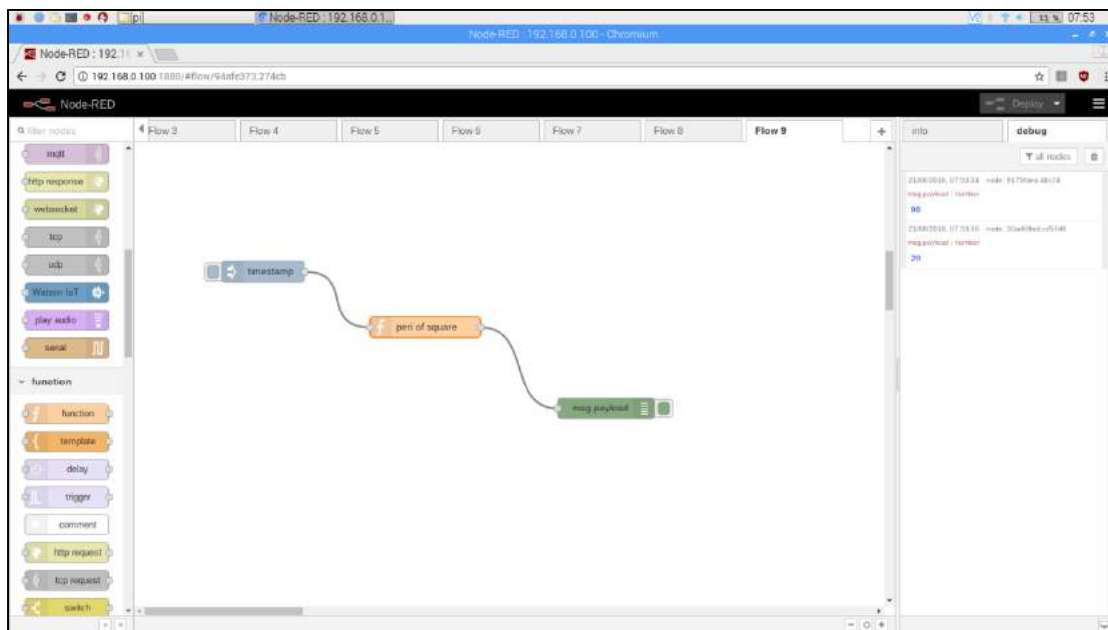 pi
Node-RED : 192.168.0.1...
07:53
Node-RED : 192.168.0.100 - Chromium
Node-RED : 192.1
192.168.0.100:1880/#flow/
Node-RED
Deploy
filter nodes
Flow 3
Flow 4
Flow 5
Flow 6
Flow 7
Flow 8
Flow 9
info
debug
all nodes
mqtt
http response
websocket
tcp
udp
Watson IoT
play audio
serial
function
function
template
delay
trigger
comment
http request
tcp request
switch
timestamp
peri of square
msg.payload
msg.payload : number
msg.payload : number
20